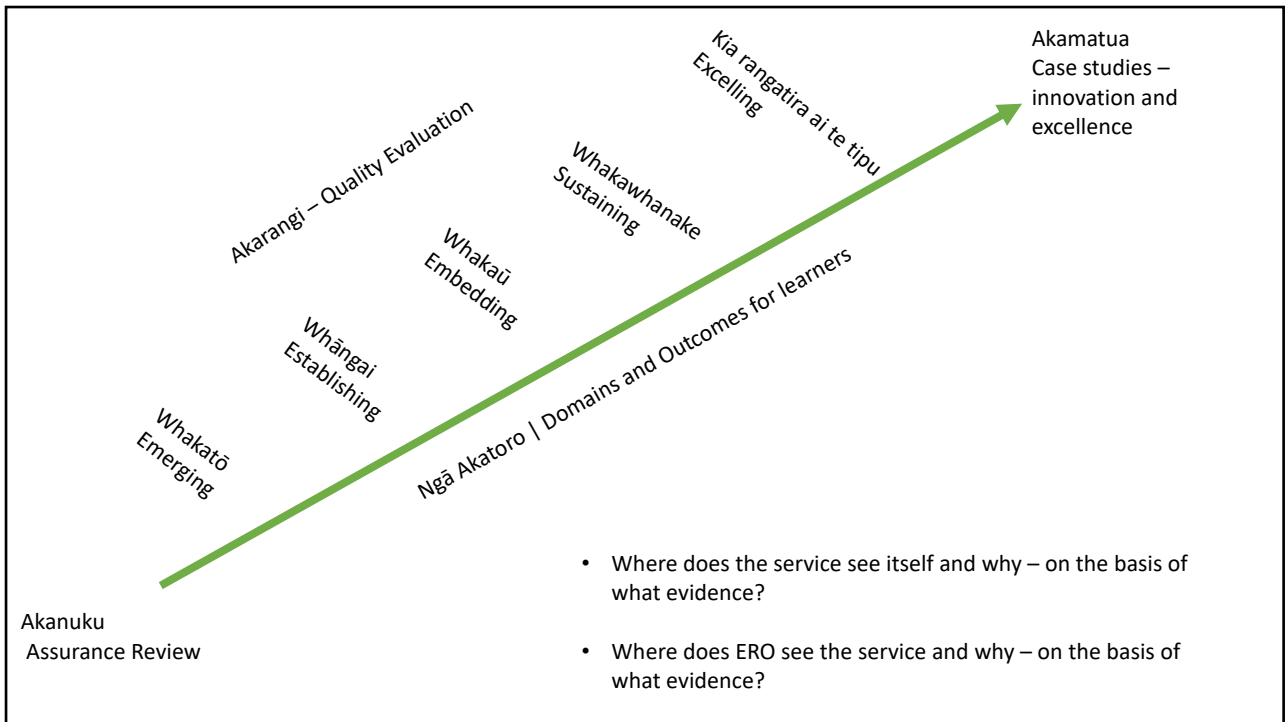 Akamatua
Case studies –
innovation and
excellence
Kia rangatira ai te tipu
Excelling
Whakawhanake
Sustaining
Akarangi – Quality Evaluation
Whakaū
Embedding
Whāngai
Establishing
Whakatō
Emerging
Ngā Akatoro | Domains and Outcomes for learners
Akanuku
Assurance Review
• Where does the service see itself and why – on the basis of
what evidence?
• Where does ERO see the service and why – on the basis of
what evidence?